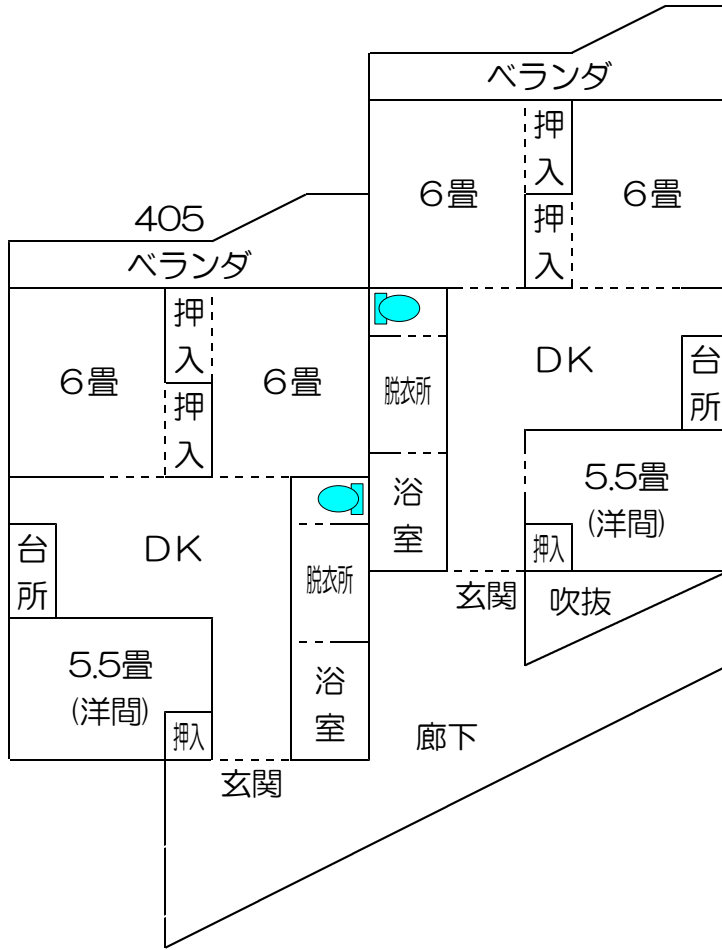 ベランダ
押入
6畳
6畳
押入
405
ベランダ
押入
6畳
6畳
押入
DK
台所
脱衣所
浴室
5.5畳
(洋間)
押入
玄関
吹抜
台所
DK
脱衣所
浴室
5.5畳
(洋間)
押入
玄関
廊下